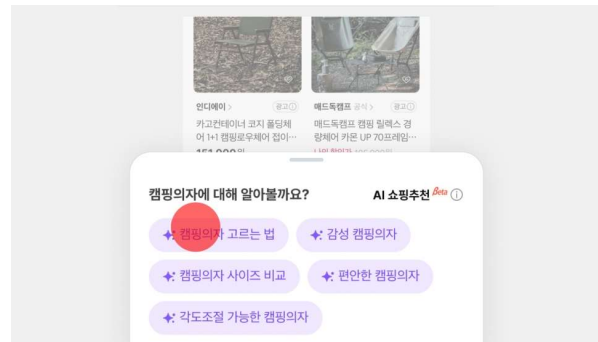 인디에이 >
광고
매드독캠프 공식 >
광고
카고컨테이너 코지 폴딩체
어 1+1 캠핑로우체어 접이…
매드독캠프 캠핑 릴렉스 경
량체어 카몬 UP 70프레임…
151,900원
캠핑의자에 대해 알아볼까요?
AI 쇼핑추천 Beta
캠핑의자 고르는 법
감성 캠핑의자
캠핑의자 사이즈 비교
편안한 캠핑의자
각도조절 가능한 캠핑의자